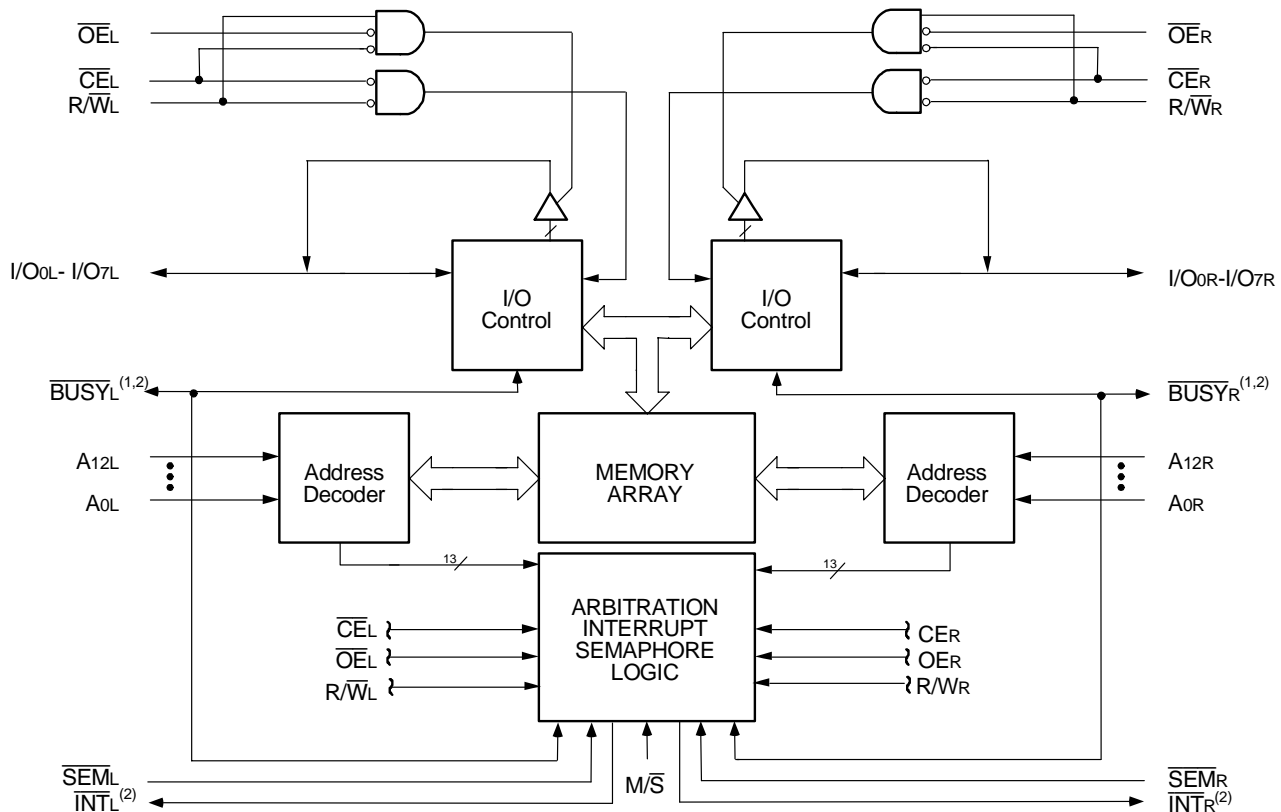 OEL
OER
CEL
CER
R/WL
R/WR
I/O0L- I/O7L
I/O
Control
I/O
Control
I/O0R-I/O7R
BUSYL(1,2)
BUSYR(1,2)
A12L
A0L
Address
Decoder
MEMORY
ARRAY
Address
Decoder
A12R
A0R
13
13
ARBITRATION
INTERRUPT
SEMAPHORE
LOGIC
CEL
OEL
R/WL
CER
OER
R/WR
SEML
M/S
SEMR
INTL(2)
INTR(2)